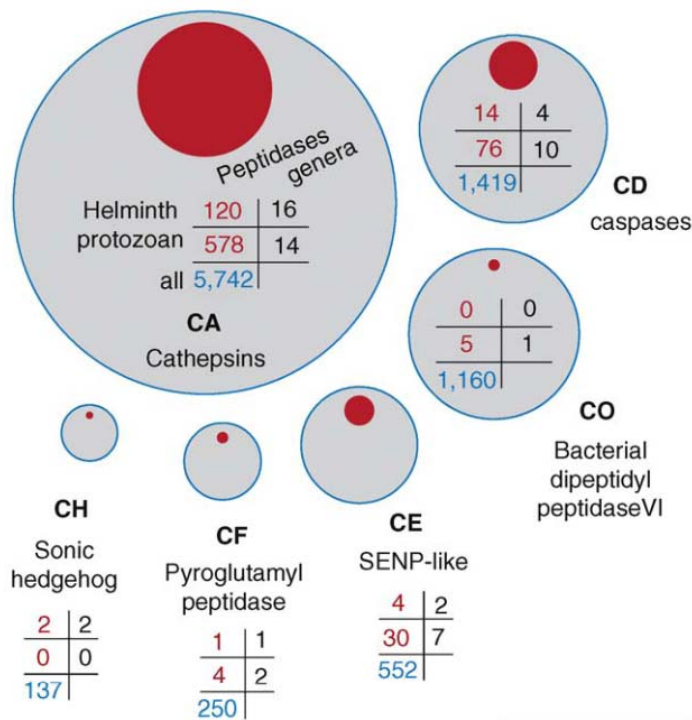 Peptidases
genera
Helminth 120 16
protozoan 578 14
all 5,742
CA
Cathepsins
14 4
76 10
1,419
CD
caspases
0 0
5 1
1,160
CO
Bacterial
dipeptidyl
peptidaseVI
CH
Sonic
hedgehog
2 2
0 0
137
CF
Pyroglutamyl
peptidase
1 1
4 2
250
CE
SENP-like
4 2
30 7
552